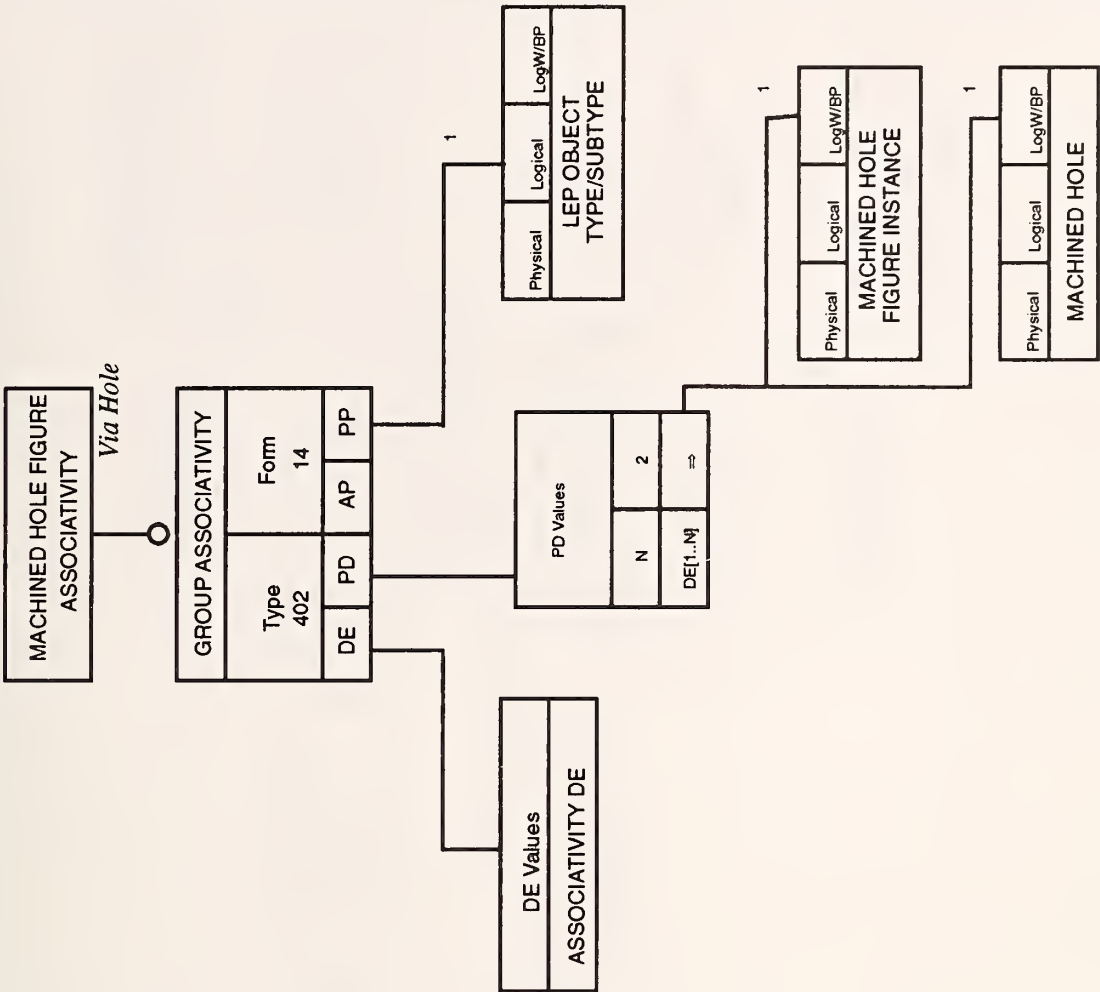 MACHINED HOLE FIGURE
ASSOCIATIVITY
Via Hole
GROUP ASSOCIATIVITY
Type
402
Form
14
DE
PD
AP
PP
DE Values
ASSOCIATIVITY DE
PD Values
N
2
DE[1..N]
⇒
1
Physical
Logical
LogW/BP
LEP OBJECT
TYPE/SUBTYPE
1
Physical
Logical
LogW/BP
MACHINED HOLE
FIGURE INSTANCE
1
Physical
Logical
LogW/BP
MACHINED HOLE